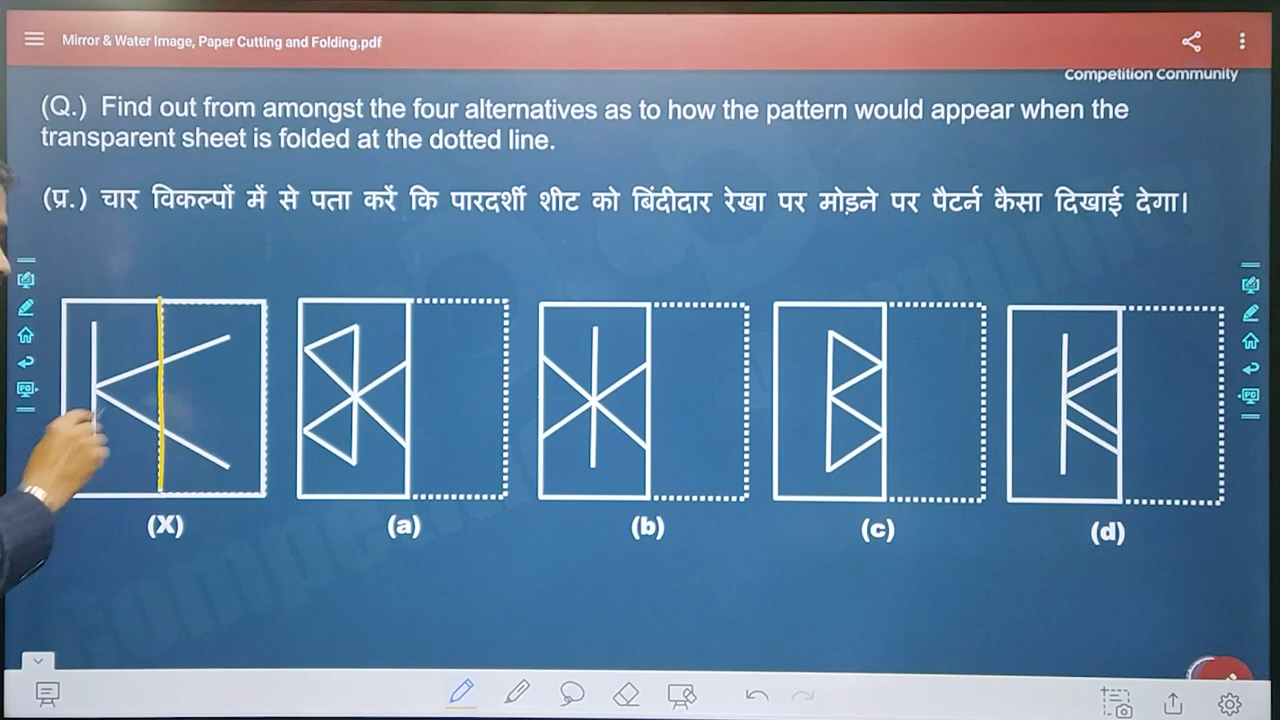 Mirror & Water Image, Paper Cutting and Folding.pdf
Competition Community
(Q.) Find out from amongst the four alternatives as to how the pattern would appear when the
transparent sheet is folded at the dotted line.
(प्र.) चार विकल्पों में से पता करें कि पारदर्शी शीट को बिंदीदार रेखा पर मोड़ने पर पैटर्न कैसा दिखाई देगा।
(X) (a) (b) (c) (d)